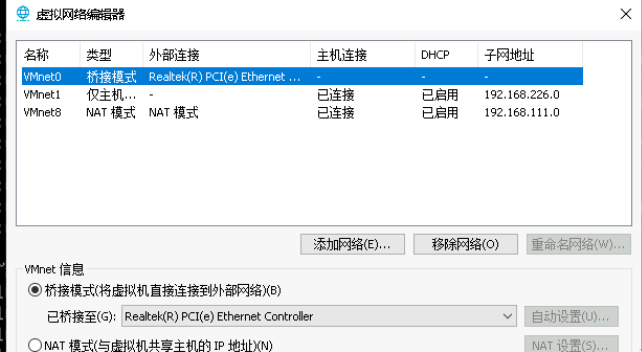 虚拟网络编辑器
名称 类型 外部连接 主机连接 DHCP 子网地址
VMnet0 桥接模式 Realtek(R) PCI(e) Ethernet ... - - -
VMnet1 仅主机... - 已连接 已启用 192.168.226.0
VMnet8 NAT 模式 NAT 模式 已连接 已启用 192.168.111.0
添加网络(E)... 移除网络(O) 重命名网络(W)...
VMnet 信息
桥接模式(将虚拟机直接连接到外部网络)(B)
已桥接至(G): Realtek(R) PCI(e) Ethernet Controller 自动设置(U)...
NAT 模式(与虚拟机共享主机的 IP 地址)(N) NAT 设置(S)...